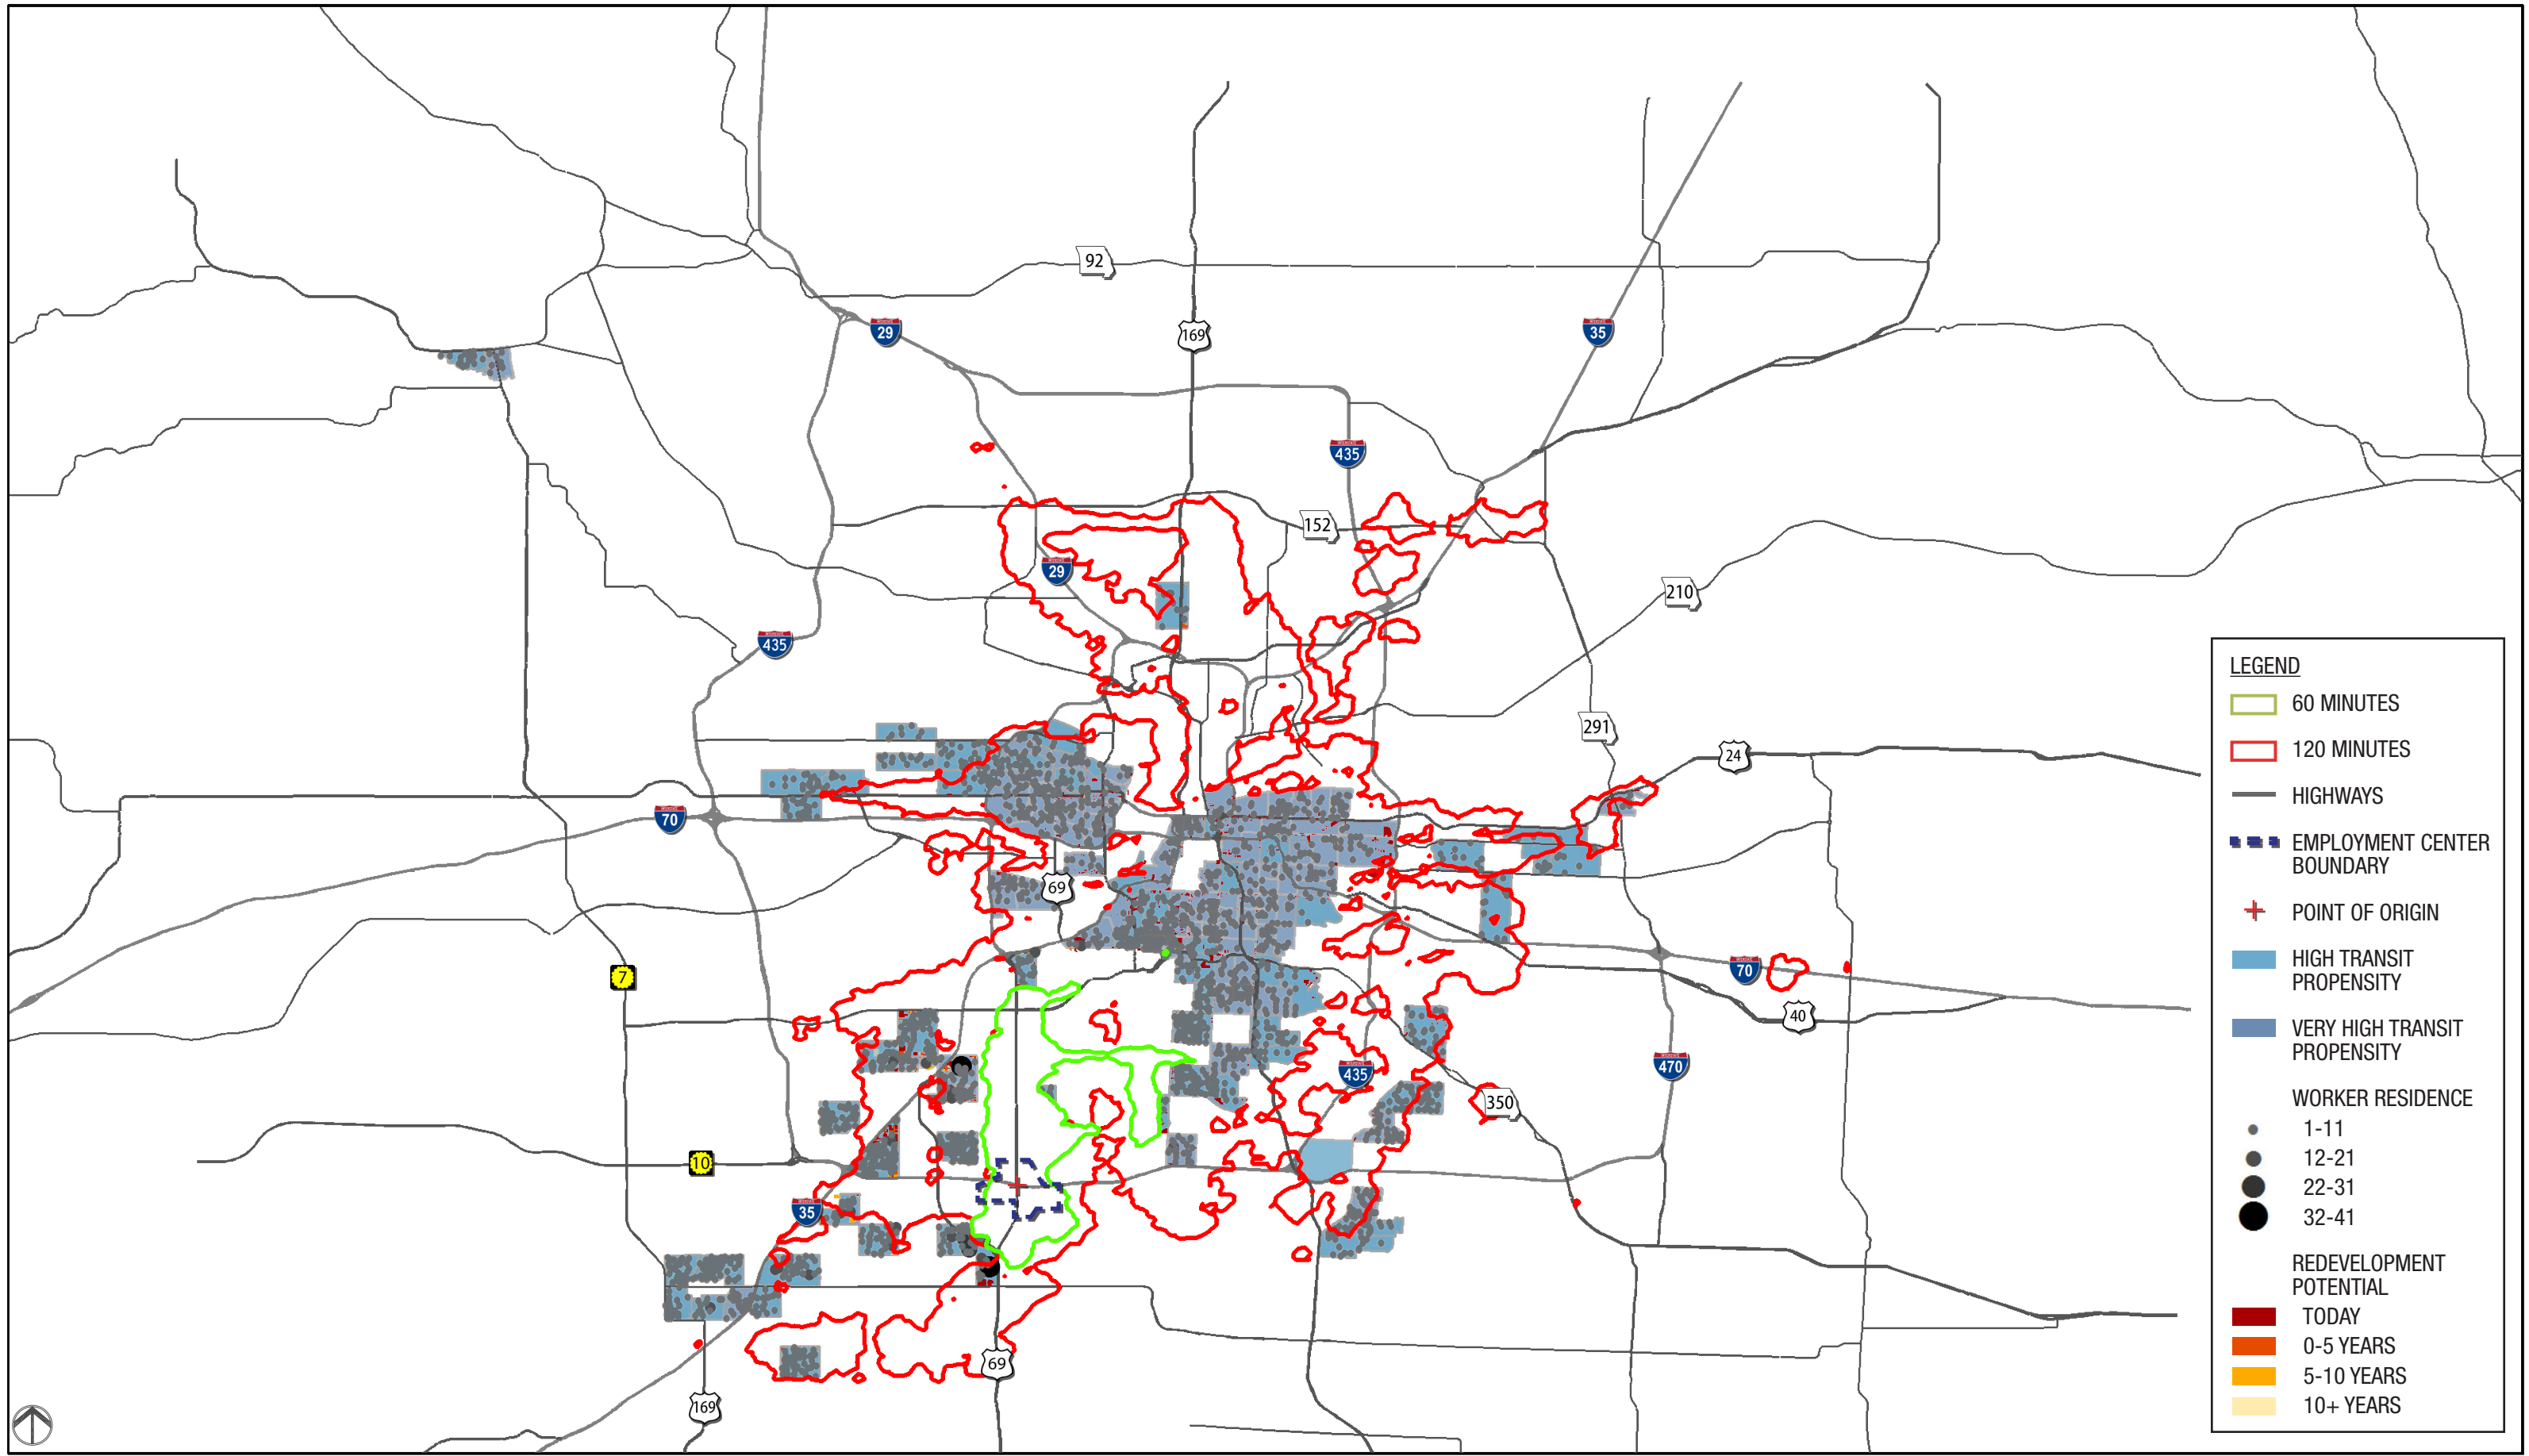 92
29
169
35
435
152
29
210
435
291
24
70
69
7
70
40
435
470
350
10
35
69
169
LEGEND
60 MINUTES
120 MINUTES
HIGHWAYS
EMPLOYMENT CENTER
BOUNDARY
POINT OF ORIGIN
HIGH TRANSIT
PROPENSITY
VERY HIGH TRANSIT
PROPENSITY
WORKER RESIDENCE
1-11
12-21
22-31
32-41
REDEVELOPMENT
POTENTIAL
TODAY
0-5 YEARS
5-10 YEARS
10+ YEARS